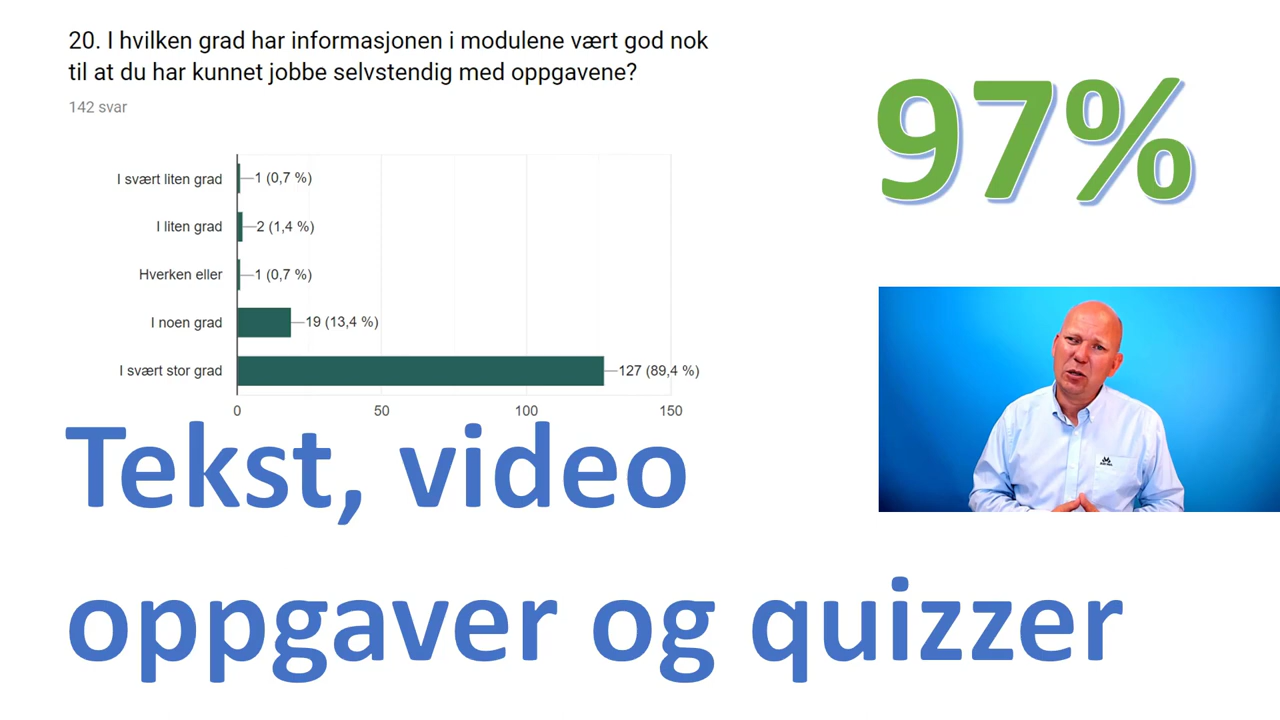 20. I hvilken grad har informasjonen i modulene vært god nok
til at du har kunnet jobbe selvstendig med oppgavene?
142 svar
I svært liten grad
1 (0,7 %)
I liten grad
2 (1,4 %)
Hverken eller
1 (0,7 %)
I noen grad
19 (13,4 %)
I svært stor grad
127 (89,4 %)
0 50 100 150
97%
Tekst, video
oppgaver og quizzer